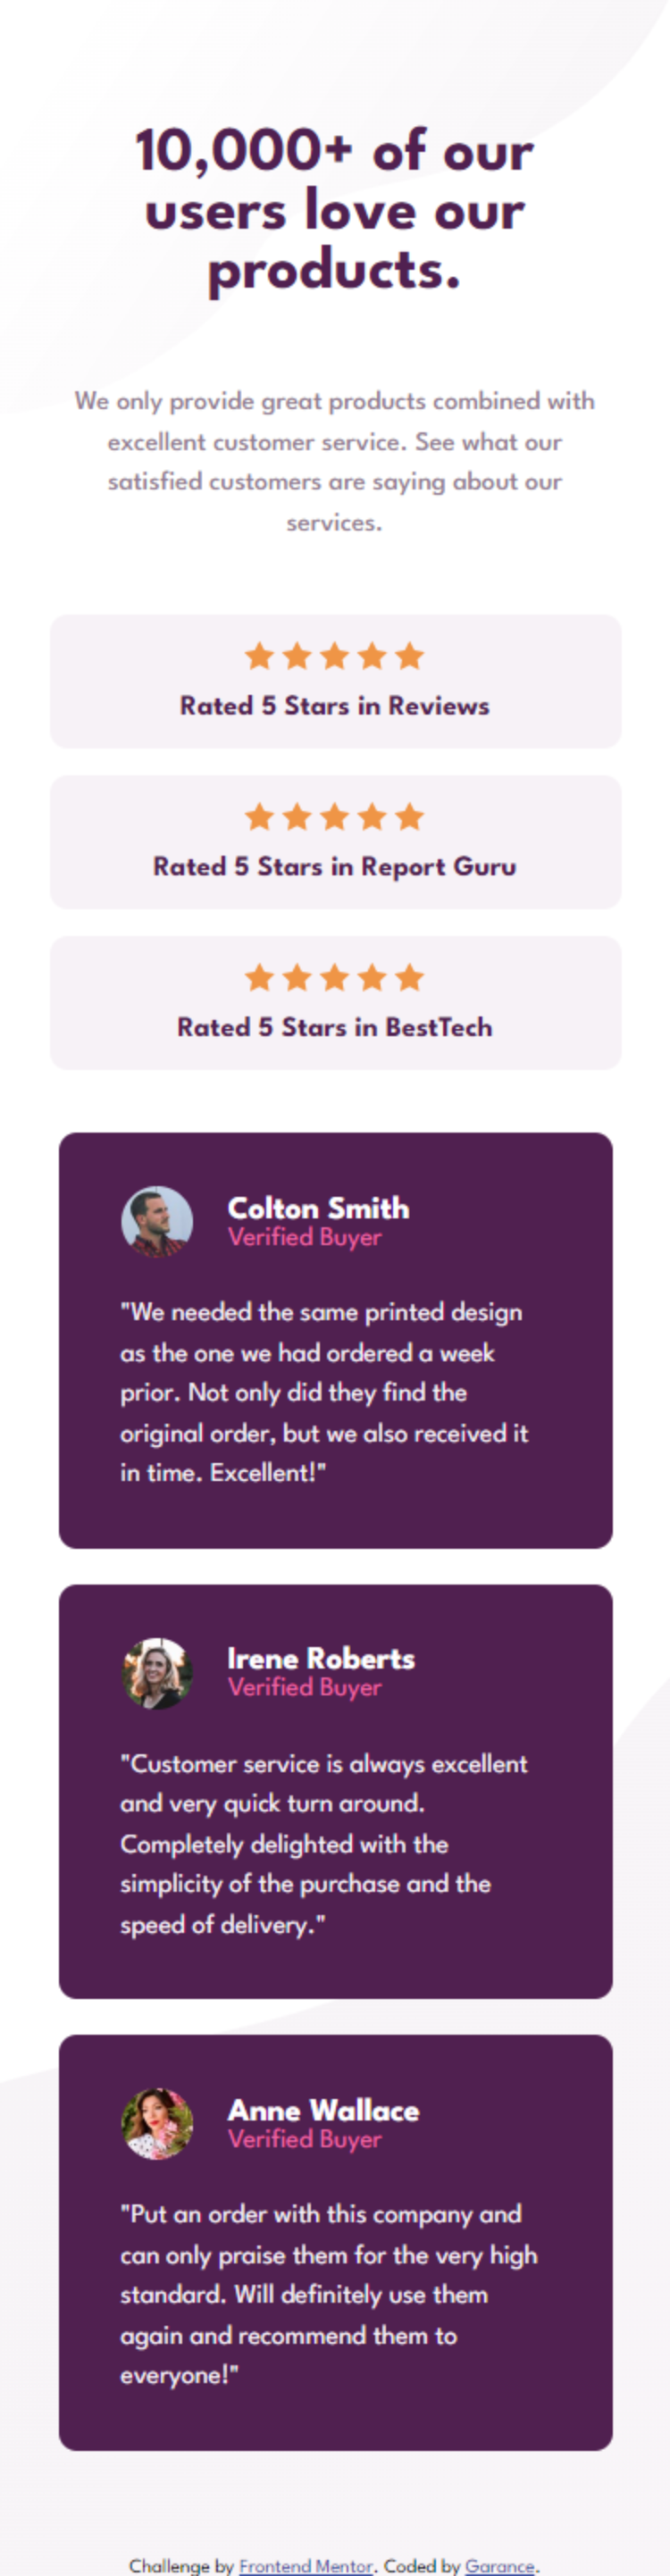 10,000+ of our
users love our
products.
We only provide great products combined with
excellent customer service. See what our
satisfied customers are saying about our
services.
Rated 5 Stars in Reviews
Rated 5 Stars in Report Guru
Rated 5 Stars in BestTech
Colton Smith
Verified Buyer
"We needed the same printed design
as the one we had ordered a week
prior. Not only did they find the
original order, but we also received it
in time. Excellent!"
Irene Roberts
Verified Buyer
"Customer service is always excellent
and very quick turn around.
Completely delighted with the
simplicity of the purchase and the
speed of delivery."
Anne Wallace
Verified Buyer
"Put an order with this company and
can only praise them for the very high
standard. Will definitely use them
again and recommend them to
everyone!"
Challenge by Frontend Mentor. Coded by Garance.